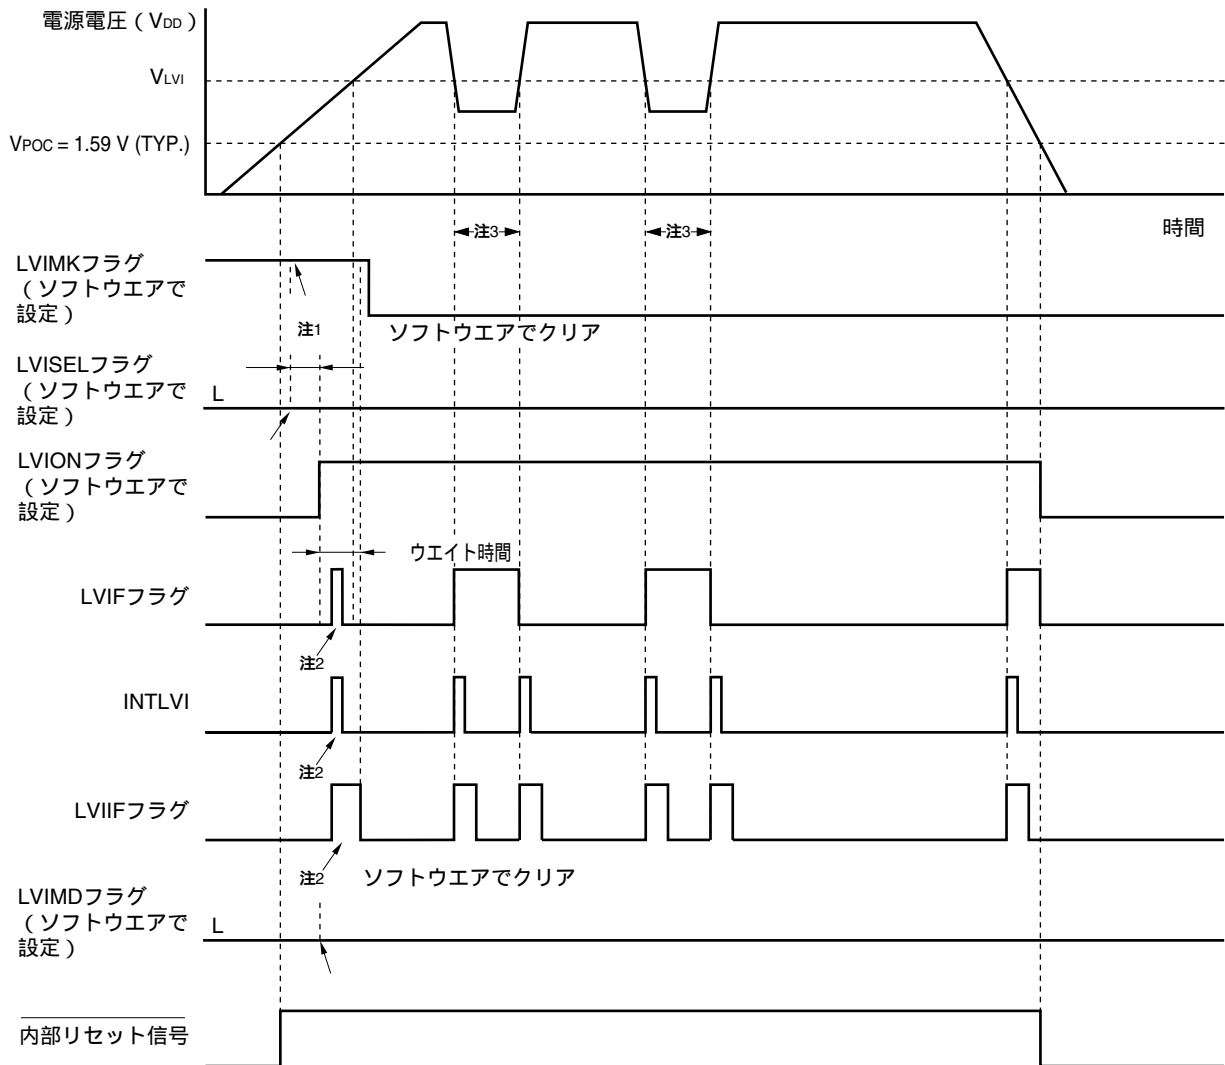 電源電圧（VDD）
VLVI
VPOC = 1.59 V (TYP.)
時間
注3
注3
LVIMKフラグ
（ソフトウエアで
設定）
注1
ソフトウエアでクリア
LVISELフラグ
（ソフトウエアで
設定）
L
LVIONフラグ
（ソフトウエアで
設定）
ウエイト時間
LVIFフラグ
注2
INTLVI
注2
LVIIFフラグ
注2
ソフトウエアでクリア
LVIMDフラグ
（ソフトウエアで
設定）
L
内部リセット信号